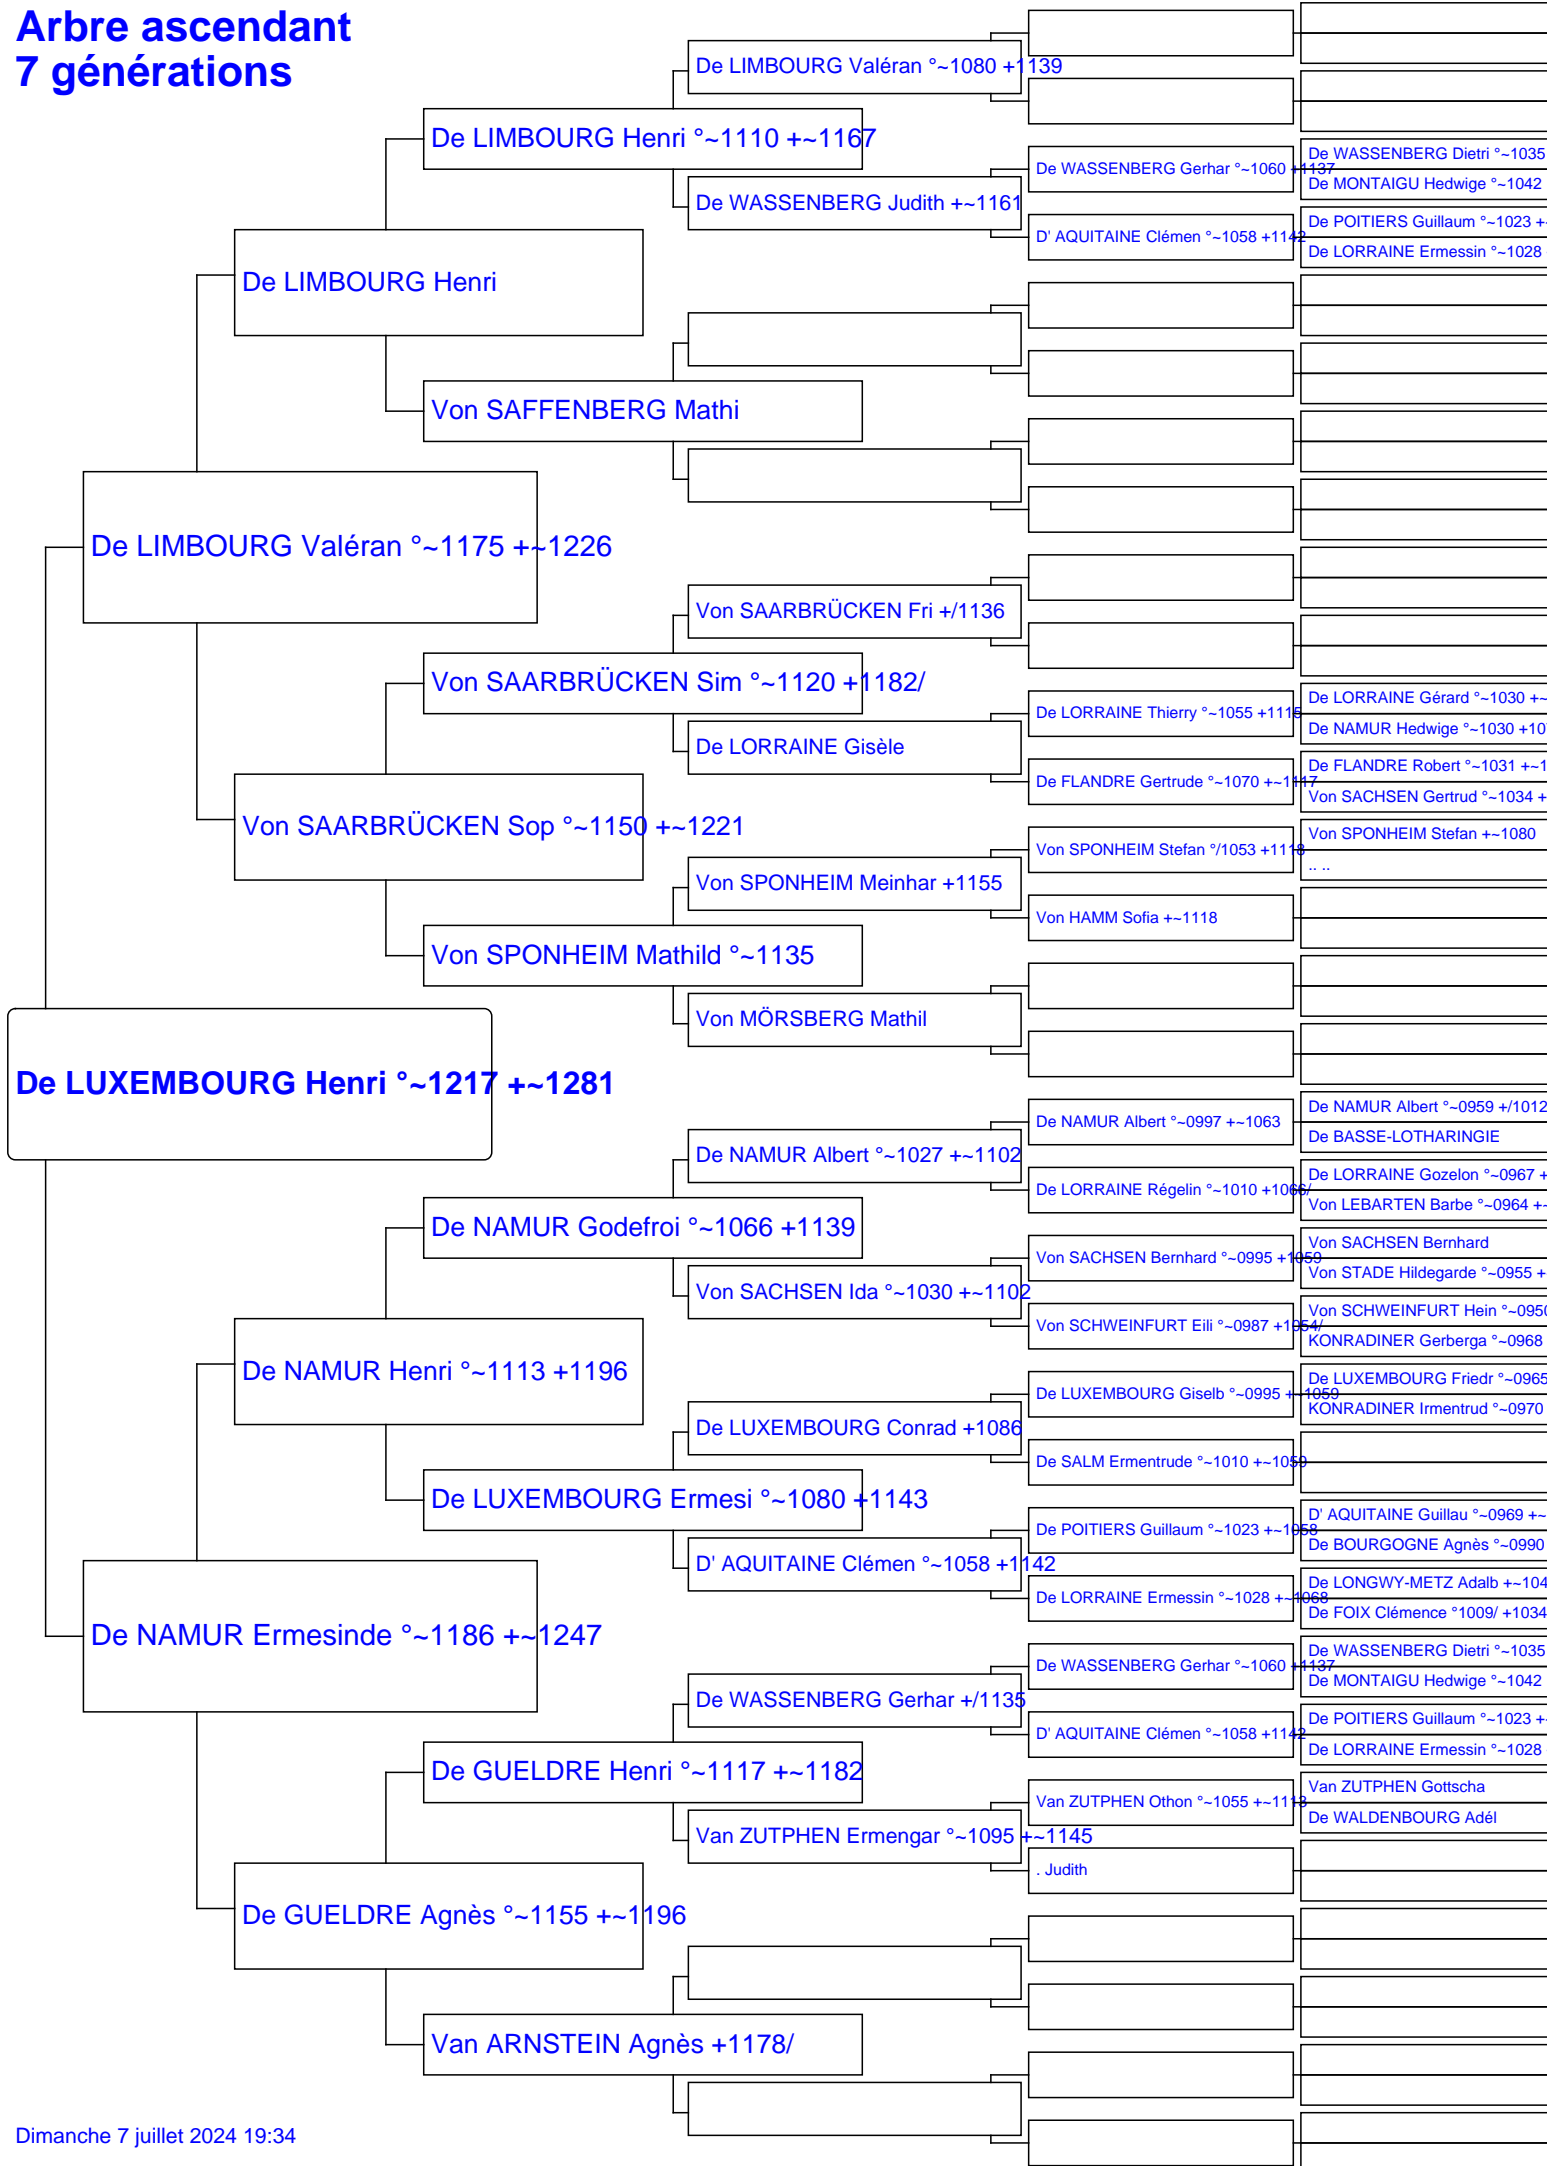 Arbre ascendant
7 générations
De LIMBOURG Valéran °~1080 +1139
De LIMBOURG Henri °~1110 +~1167
De WASSENBERG Dietri °~1035
De WASSENBERG Gerhar °~1060 +1137
De MONTAIGU Hedwige °~1042
De WASSENBERG Judith +~1161
De POITIERS Guillaum °~1023 +~
D' AQUITAINE Clémen °~1058 +1142
De LORRAINE Ermessin °~1028
De LIMBOURG Henri
Von SAFFENBERG Mathi
De LIMBOURG Valéran °~1175 +~1226
Von SAARBRÜCKEN Fri +/1136
Von SAARBRÜCKEN Sim °~1120 +1182/
De LORRAINE Gérard °~1030 +~
De LORRAINE Thierry °~1055 +1115
De NAMUR Hedwige °~1030 +107
De LORRAINE Gisèle
De FLANDRE Robert °~1031 +~1
De FLANDRE Gertrude °~1070 +~1117
Von SACHSEN Gertrud °~1034 +
Von SAARBRÜCKEN Sop °~1150 +~1221
Von SPONHEIM Stefan +~1080
Von SPONHEIM Stefan °/1053 +1118
.. ..
Von SPONHEIM Meinhar +1155
Von HAMM Sofia +~1118
Von SPONHEIM Mathild °~1135
Von MÖRSBERG Mathil
De LUXEMBOURG Henri °~1217 +~1281
De NAMUR Albert °~0959 +/1012
De NAMUR Albert °~0997 +~1063
De BASSE-LOTHARINGIE
De NAMUR Albert °~1027 +~1102
De LORRAINE Gozelon °~0967 +
De LORRAINE Régelin °~1010 +1066/
Von LEBARTEN Barbe °~0964 +~
De NAMUR Godefroi °~1066 +1139
Von SACHSEN Bernhard
Von SACHSEN Bernhard °~0995 +1059
Von STADE Hildegarde °~0955 +
Von SACHSEN Ida °~1030 +~1102
Von SCHWEINFURT Hein °~0950
Von SCHWEINFURT Eili °~0987 +1054/
KONRADINER Gerberga °~0968
De NAMUR Henri °~1113 +1196
De LUXEMBOURG Friedr °~0965
De LUXEMBOURG Giselb °~0995 +~1059
KONRADINER Irmentrud °~0970
De LUXEMBOURG Conrad +1086
De SALM Ermentrude °~1010 +~1059
De LUXEMBOURG Ermesi °~1080 +1143
D' AQUITAINE Guillau °~0969 +~
De POITIERS Guillaum °~1023 +~1058
De BOURGOGNE Agnès °~0990
D' AQUITAINE Clémen °~1058 +1142
De LONGWY-METZ Adalb +~104
De LORRAINE Ermessin °~1028 +~1068
De FOIX Clémence °1009/ +1034
De NAMUR Ermesinde °~1186 +~1247
De WASSENBERG Dietri °~1035
De WASSENBERG Gerhar °~1060 +1137
De MONTAIGU Hedwige °~1042
De WASSENBERG Gerhar +/1135
De POITIERS Guillaum °~1023 +~
D' AQUITAINE Clémen °~1058 +1142
De LORRAINE Ermessin °~1028
De GUELDRE Henri °~1117 +~1182
Van ZUTPHEN Gottscha
Van ZUTPHEN Othon °~1055 +~1113
De WALDENBOURG Adél
Van ZUTPHEN Ermengar °~1095 +~1145
. Judith
De GUELDRE Agnès °~1155 +~1196
Van ARNSTEIN Agnès +1178/
Dimanche 7 juillet 2024 19:34